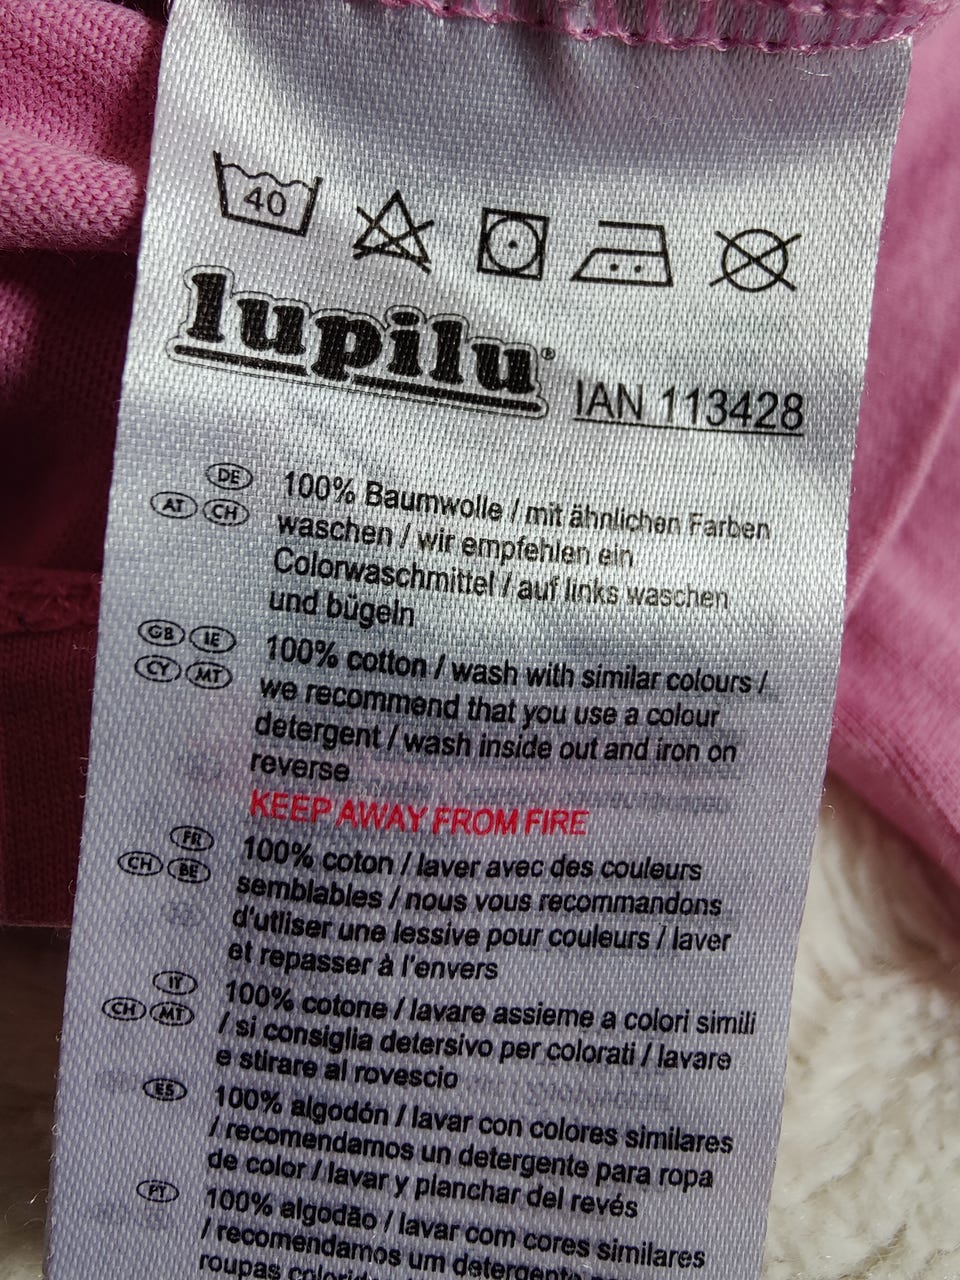 40
lupilu®
IAN 113428
DE 100% Baumwolle / mit ähnlichen Farben
AT CH waschen / wir empfehlen ein
Colorwaschmittel / auf links waschen
und bügeln
GB IE 100% cotton / wash with similar colours /
CY MT we recommend that you use a colour
detergent / wash inside out and iron on
reverse
KEEP AWAY FROM FIRE
FR 100% coton / laver avec des couleurs
CH BE semblables / nous vous recommandons
d'utliser une lessive pour couleurs / laver
et repasser à l'envers
IT 100% cotone / lavare assieme a colori simili
CH MT / si consiglia detersivo per colorati / lavare
e stirare al rovescio
ES 100% algodón / lavar con colores similares
/ recomendamos un detergente para ropa
de color / lavar y planchar del revés
PT 100% algodão / lavar com cores similares
/ recomendamos um detergente
roupas